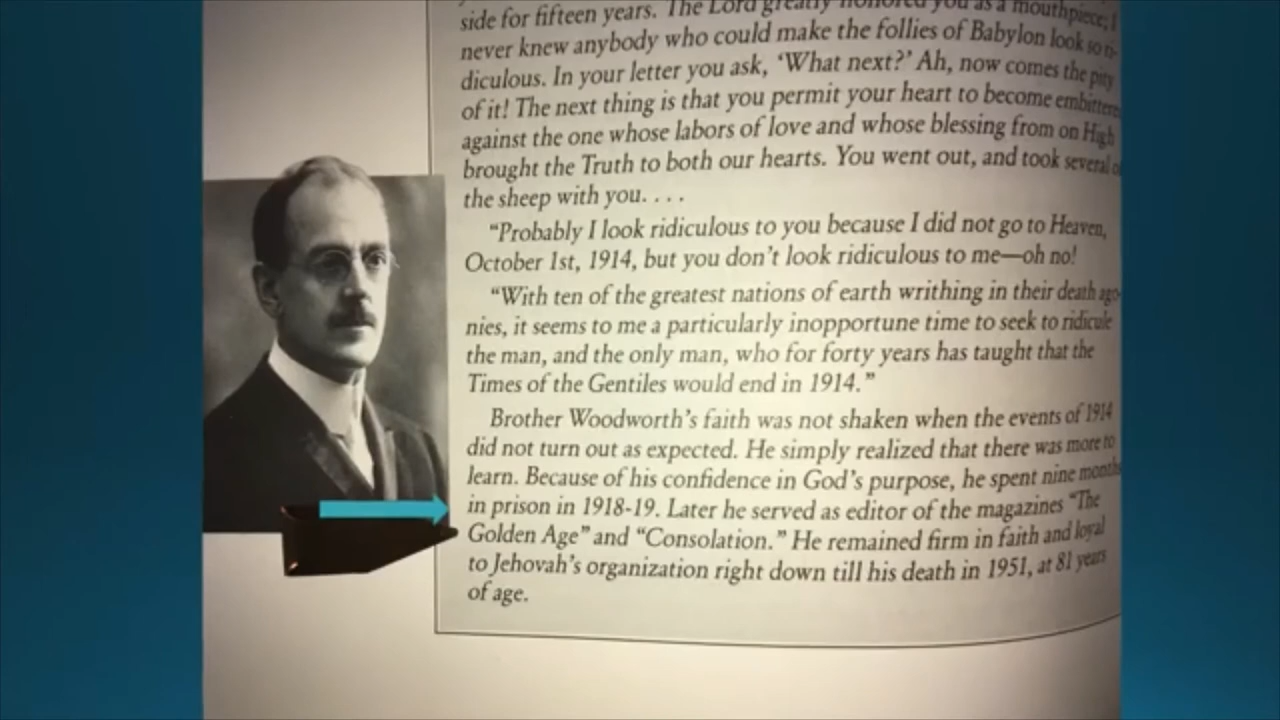 side for fifteen years. The Lord greatly honored you as a mouthpiece; I
never knew anybody who could make the follies of Babylon look so ri-
diculous. In your letter you ask, ‘What next?’ Ah, now comes the pity
of it! The next thing is that you permit your heart to become embittered
against the one whose labors of love and whose blessing from on High
brought the Truth to both our hearts. You went out, and took several of
the sheep with you. . . .
“Probably I look ridiculous to you because I did not go to Heaven,
October 1st, 1914, but you don’t look ridiculous to me—oh no!
“With ten of the greatest nations of earth writhing in their death ago-
nies, it seems to me a particularly inopportune time to seek to ridicule
the man, and the only man, who for forty years has taught that the
Times of the Gentiles would end in 1914.”
Brother Woodworth’s faith was not shaken when the events of 1914
did not turn out as expected. He simply realized that there was more to
learn. Because of his confidence in God’s purpose, he spent nine months
in prison in 1918-19. Later he served as editor of the magazines “The
Golden Age” and “Consolation.” He remained firm in faith and loyal
to Jehovah’s organization right down till his death in 1951, at 81 years
of age.